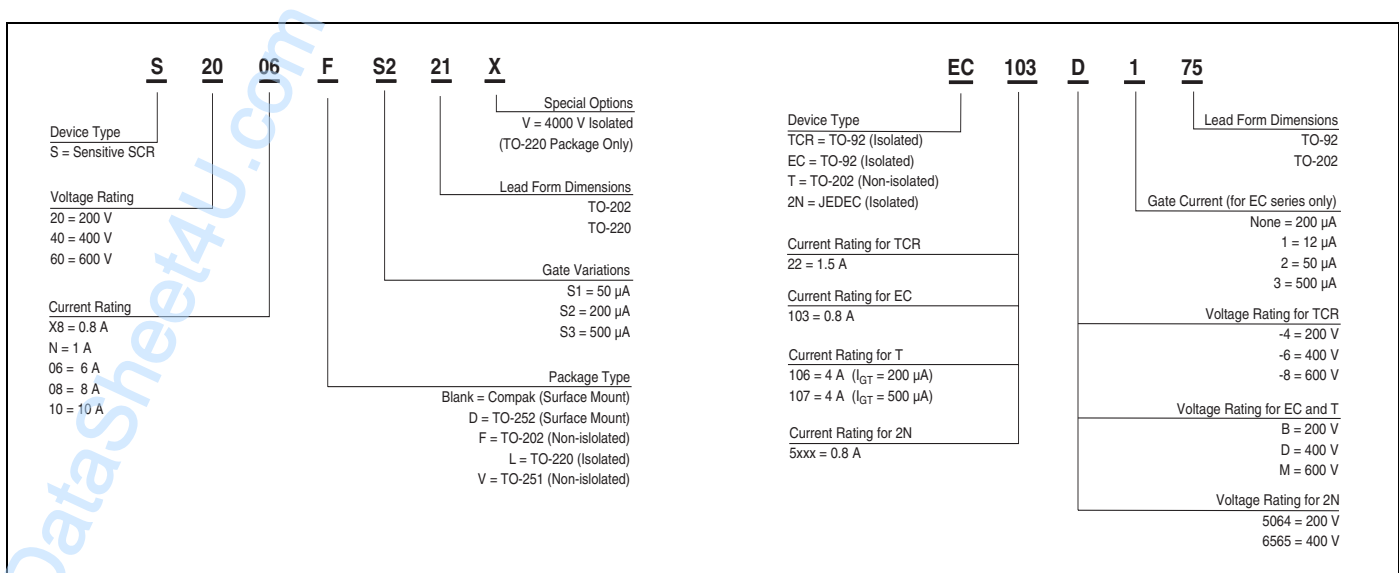 S 20 06 F S2 21 X
Special Options
V = 4000 V Isolated
(TO-220 Package Only)
Device Type
S = Sensitive SCR
Lead Form Dimensions
TO-202
TO-220
Voltage Rating
20 = 200 V
40 = 400 V
60 = 600 V
Gate Variations
S1 = 50 µA
S2 = 200 µA
S3 = 500 µA
Current Rating
X8 = 0.8 A
N = 1 A
06 = 6 A
08 = 8 A
10 = 10 A
Package Type
Blank = Compak (Surface Mount)
D = TO-252 (Surface Mount)
F = TO-202 (Non-islolated)
L = TO-220 (Isolated)
V = TO-251 (Non-islolated)
EC 103 D 1 75
Device Type
TCR = TO-92 (Isolated)
EC = TO-92 (Isolated)
T = TO-202 (Non-isolated)
2N = JEDEC (Isolated)
Lead Form Dimensions
TO-92
TO-202
Gate Current (for EC series only)
None = 200 µA
1 = 12 µA
2 = 50 µA
3 = 500 µA
Current Rating for TCR
22 = 1.5 A
Current Rating for EC
103 = 0.8 A
Current Rating for T
106 = 4 A (IGT = 200 µA)
107 = 4 A (IGT = 500 µA)
Current Rating for 2N
5xxx = 0.8 A
Voltage Rating for TCR
-4 = 200 V
-6 = 400 V
-8 = 600 V
Voltage Rating for EC and T
B = 200 V
D = 400 V
M = 600 V
Voltage Rating for 2N
5064 = 200 V
6565 = 400 V
DataSheet4U.com